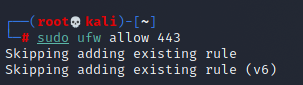 ┌──(root💀kali)-[~]
└─# sudo ufw allow 443
Skipping adding existing rule
Skipping adding existing rule (v6)